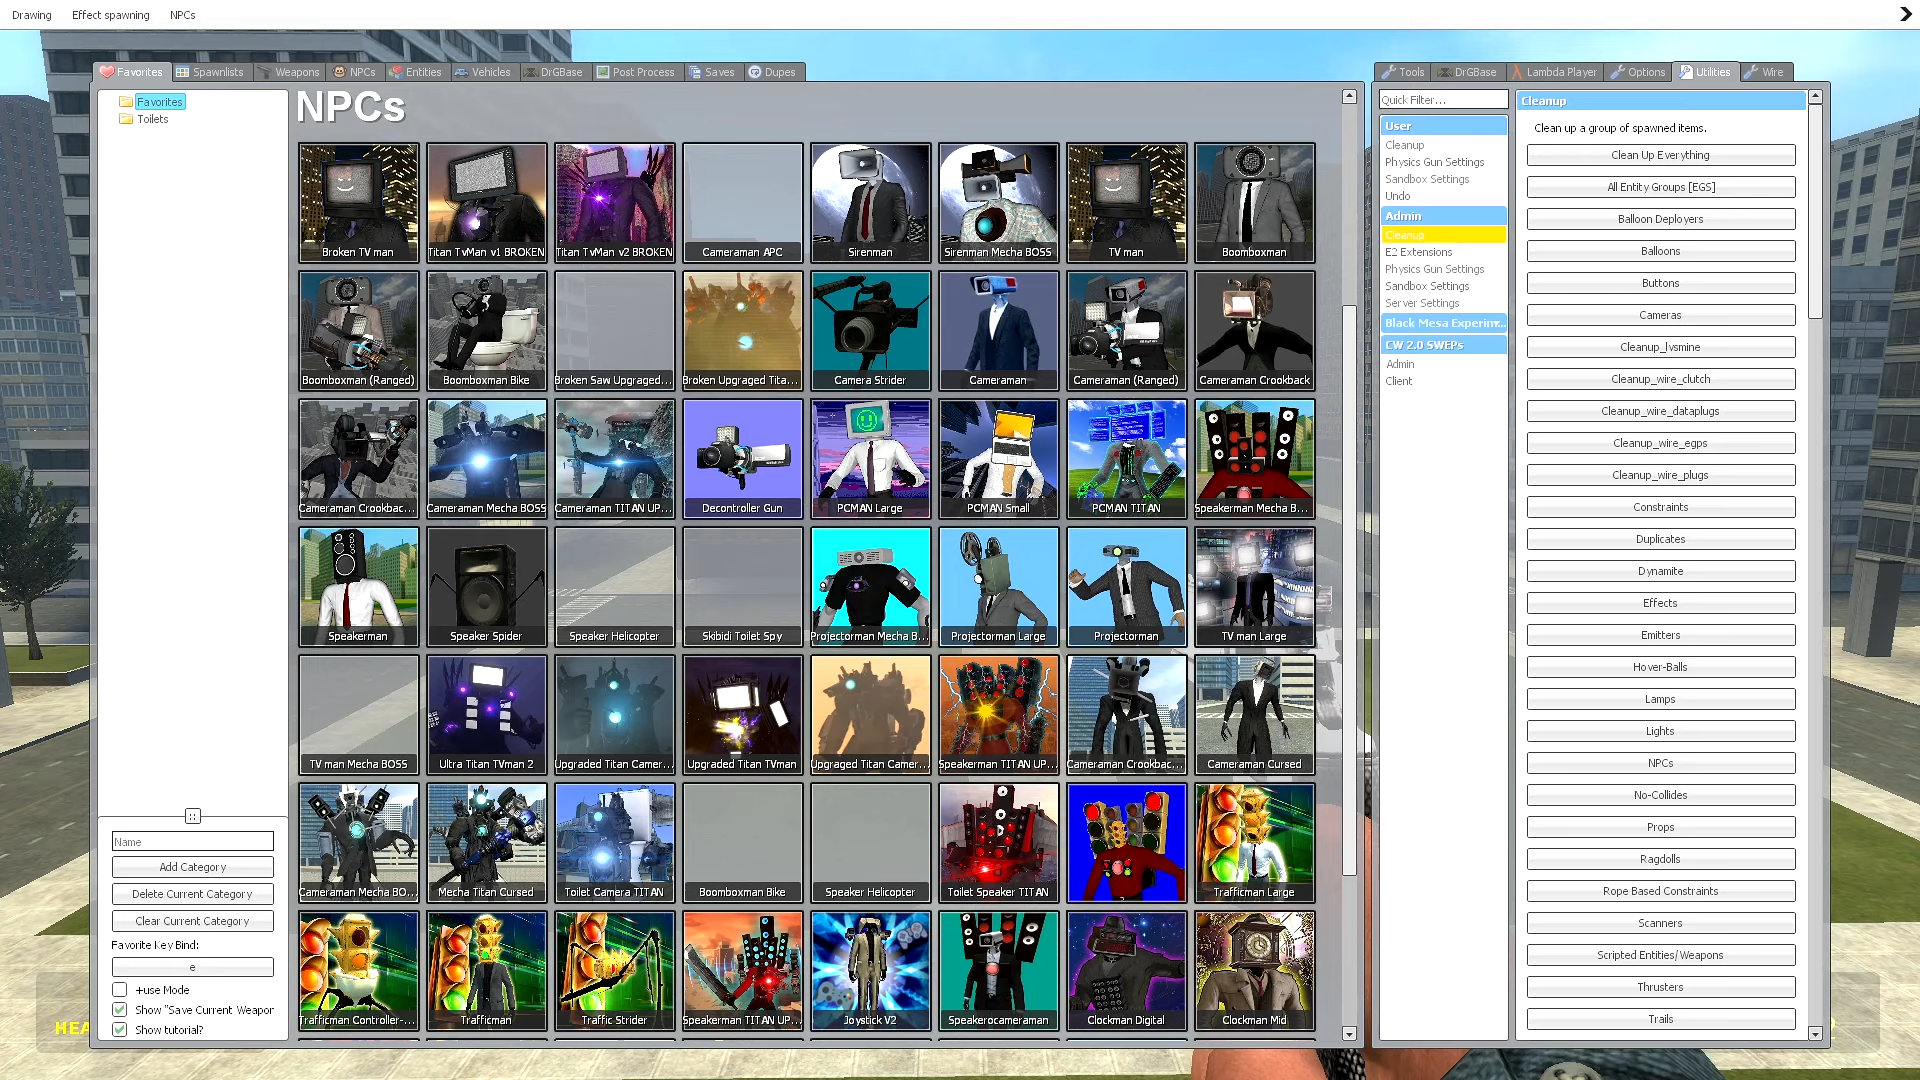 Drawing
Effect spawning
NPCs
Favorites
Spawnlists
Weapons
NPCs
Entities
Vehicles
DrGBase
Post Process
Saves
Dupes
Tools
DrGBase
Lambda Player
Options
Utilities
Wire
Favorites
Toilets
NPCs
Broken TV man
Titan TvMan v1 BROKEN
Titan TvMan v2 BROKEN
Cameraman APC
Sirenman
Sirenman Mecha BOSS
TV man
Boomboxman
Boomboxman (Ranged)
Boomboxman Bike
Broken Saw Upgraded...
Broken Upgraded Tita...
Camera Strider
Cameraman
Cameraman (Ranged)
Cameraman Crookback
Cameraman Crookbac...
Cameraman Mecha BOSS
Cameraman TITAN UP...
Decontroller Gun
PCMAN Large
PCMAN Small
PCMAN TITAN
Speakerman Mecha B...
Speakerman
Speaker Spider
Speaker Helicopter
Skibidi Toilet Spy
Projectorman Mecha B...
Projectorman Large
Projectorman
TV man Large
TV man Mecha BOSS
Ultra Titan TVman 2
Upgraded Titan Camer...
Upgraded Titan TVman
Upgraged Titan Camer...
Speakerman TITAN UP...
Cameraman Crookbac...
Cameraman Cursed
Cameraman Mecha BO...
Mecha Titan Cursed
Toilet Camera TITAN
Boomboxman Bike
Speaker Helicopter
Toilet Speaker TITAN
?
Trafficman Large
Trafficman Controller-...
Trafficman
Traffic Strider
Speakerman TITAN UP...
Joystick V2
Speakerocameraman
Clockman Digital
Clockman Mid
Name
Add Category
Delete Current Category
Clear Current Category
Favorite Key Bind:
e
+use Mode
Show "Save Current Weapor
Show tutorial?
HEA
Quick Filter...
User
Cleanup
Physics Gun Settings
Sandbox Settings
Undo
Admin
Cleanup
E2 Extensions
Physics Gun Settings
Sandbox Settings
Server Settings
Black Mesa Experim...
CW 2.0 SWEPs
Admin
Client
Cleanup
Clean up a group of spawned items.
Clean Up Everything
All Entity Groups [EGS]
Balloon Deployers
Balloons
Buttons
Cameras
Cleanup_lvsmine
Cleanup_wire_clutch
Cleanup_wire_dataplugs
Cleanup_wire_egps
Cleanup_wire_plugs
Constraints
Duplicates
Dynamite
Effects
Emitters
Hover-Balls
Lamps
Lights
NPCs
No-Collides
Props
Ragdolls
Rope Based Constraints
Scanners
Scripted Entities/Weapons
Thrusters
Trails